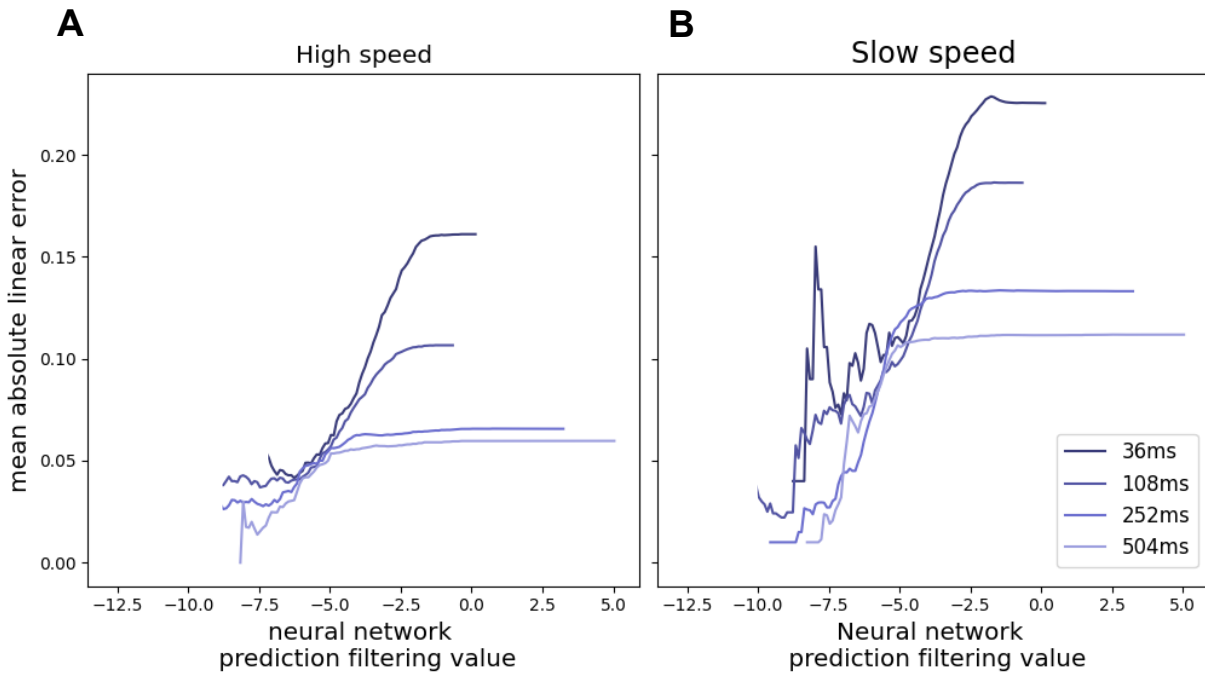 A
B
High speed
Slow speed
mean absolute linear error
0.20
0.15
0.10
0.05
0.00
−12.5 −10.0 −7.5 −5.0 −2.5 0.0 2.5 5.0
neural network
prediction filtering value
36ms
108ms
252ms
504ms
−12.5 −10.0 −7.5 −5.0 −2.5 0.0 2.5 5.0
Neural network
prediction filtering value